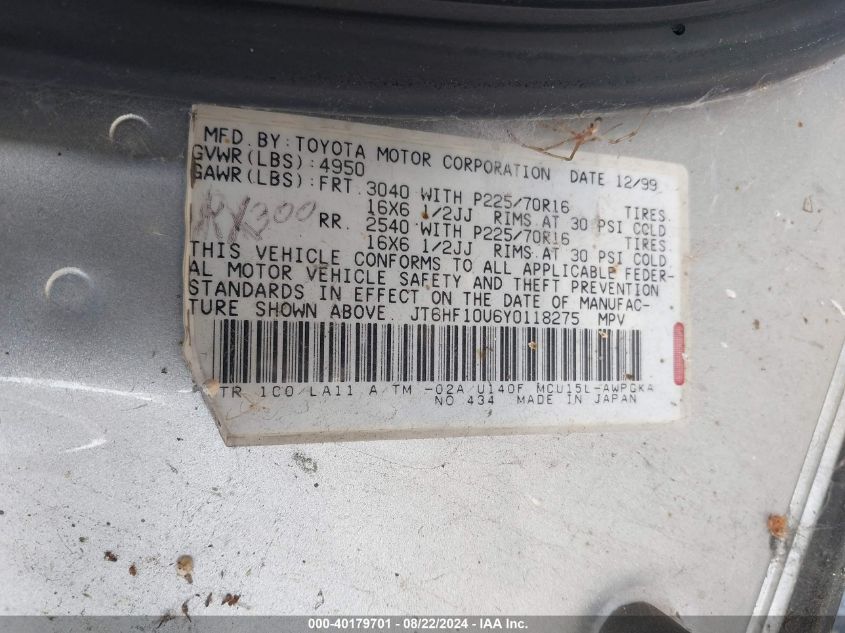 MFD. BY: TOYOTA MOTOR CORPORATION DATE 12/99
GVWR(LBS): 4950
GAWR(LBS): FRT. 3040 WITH P225/70R16 TIRES.
16X6 1/2JJ RIMS AT 30 PSI COLD
RX300 RR. 2540 WITH P225/70R16 TIRES
16X6 1/2JJ RIMS AT 30 PSI COLD.
THIS VEHICLE CONFORMS TO ALL APPLICABLE FEDER-
AL MOTOR VEHICLE SAFETY AND THEFT PREVENTION
STANDARDS IN EFFECT ON THE DATE OF MANUFAC-
TURE SHOWN ABOVE. JT6HF10U6Y0118275 MPV
TR 1C0/LA11 A/TM -02A/U140F MCU15L-AWPGKA
NO 434 MADE IN JAPAN
000-40179701 - 08/22/2024 - IAA Inc.